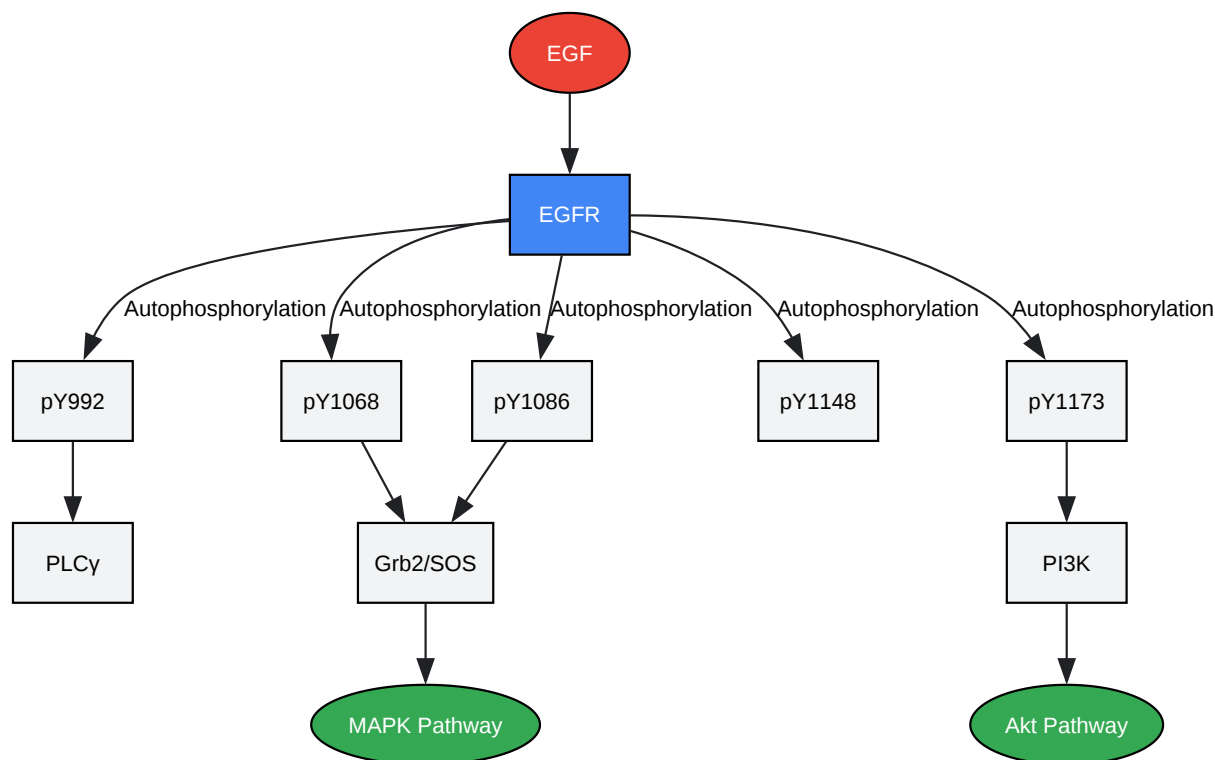 EGF
EGFR
Autophosphorylation
Autophosphorylation
Autophosphorylation
Autophosphorylation
Autophosphorylation
pY992
pY1068
pY1086
pY1148
pY1173
PLCγ
Grb2/SOS
PI3K
MAPK Pathway
Akt Pathway